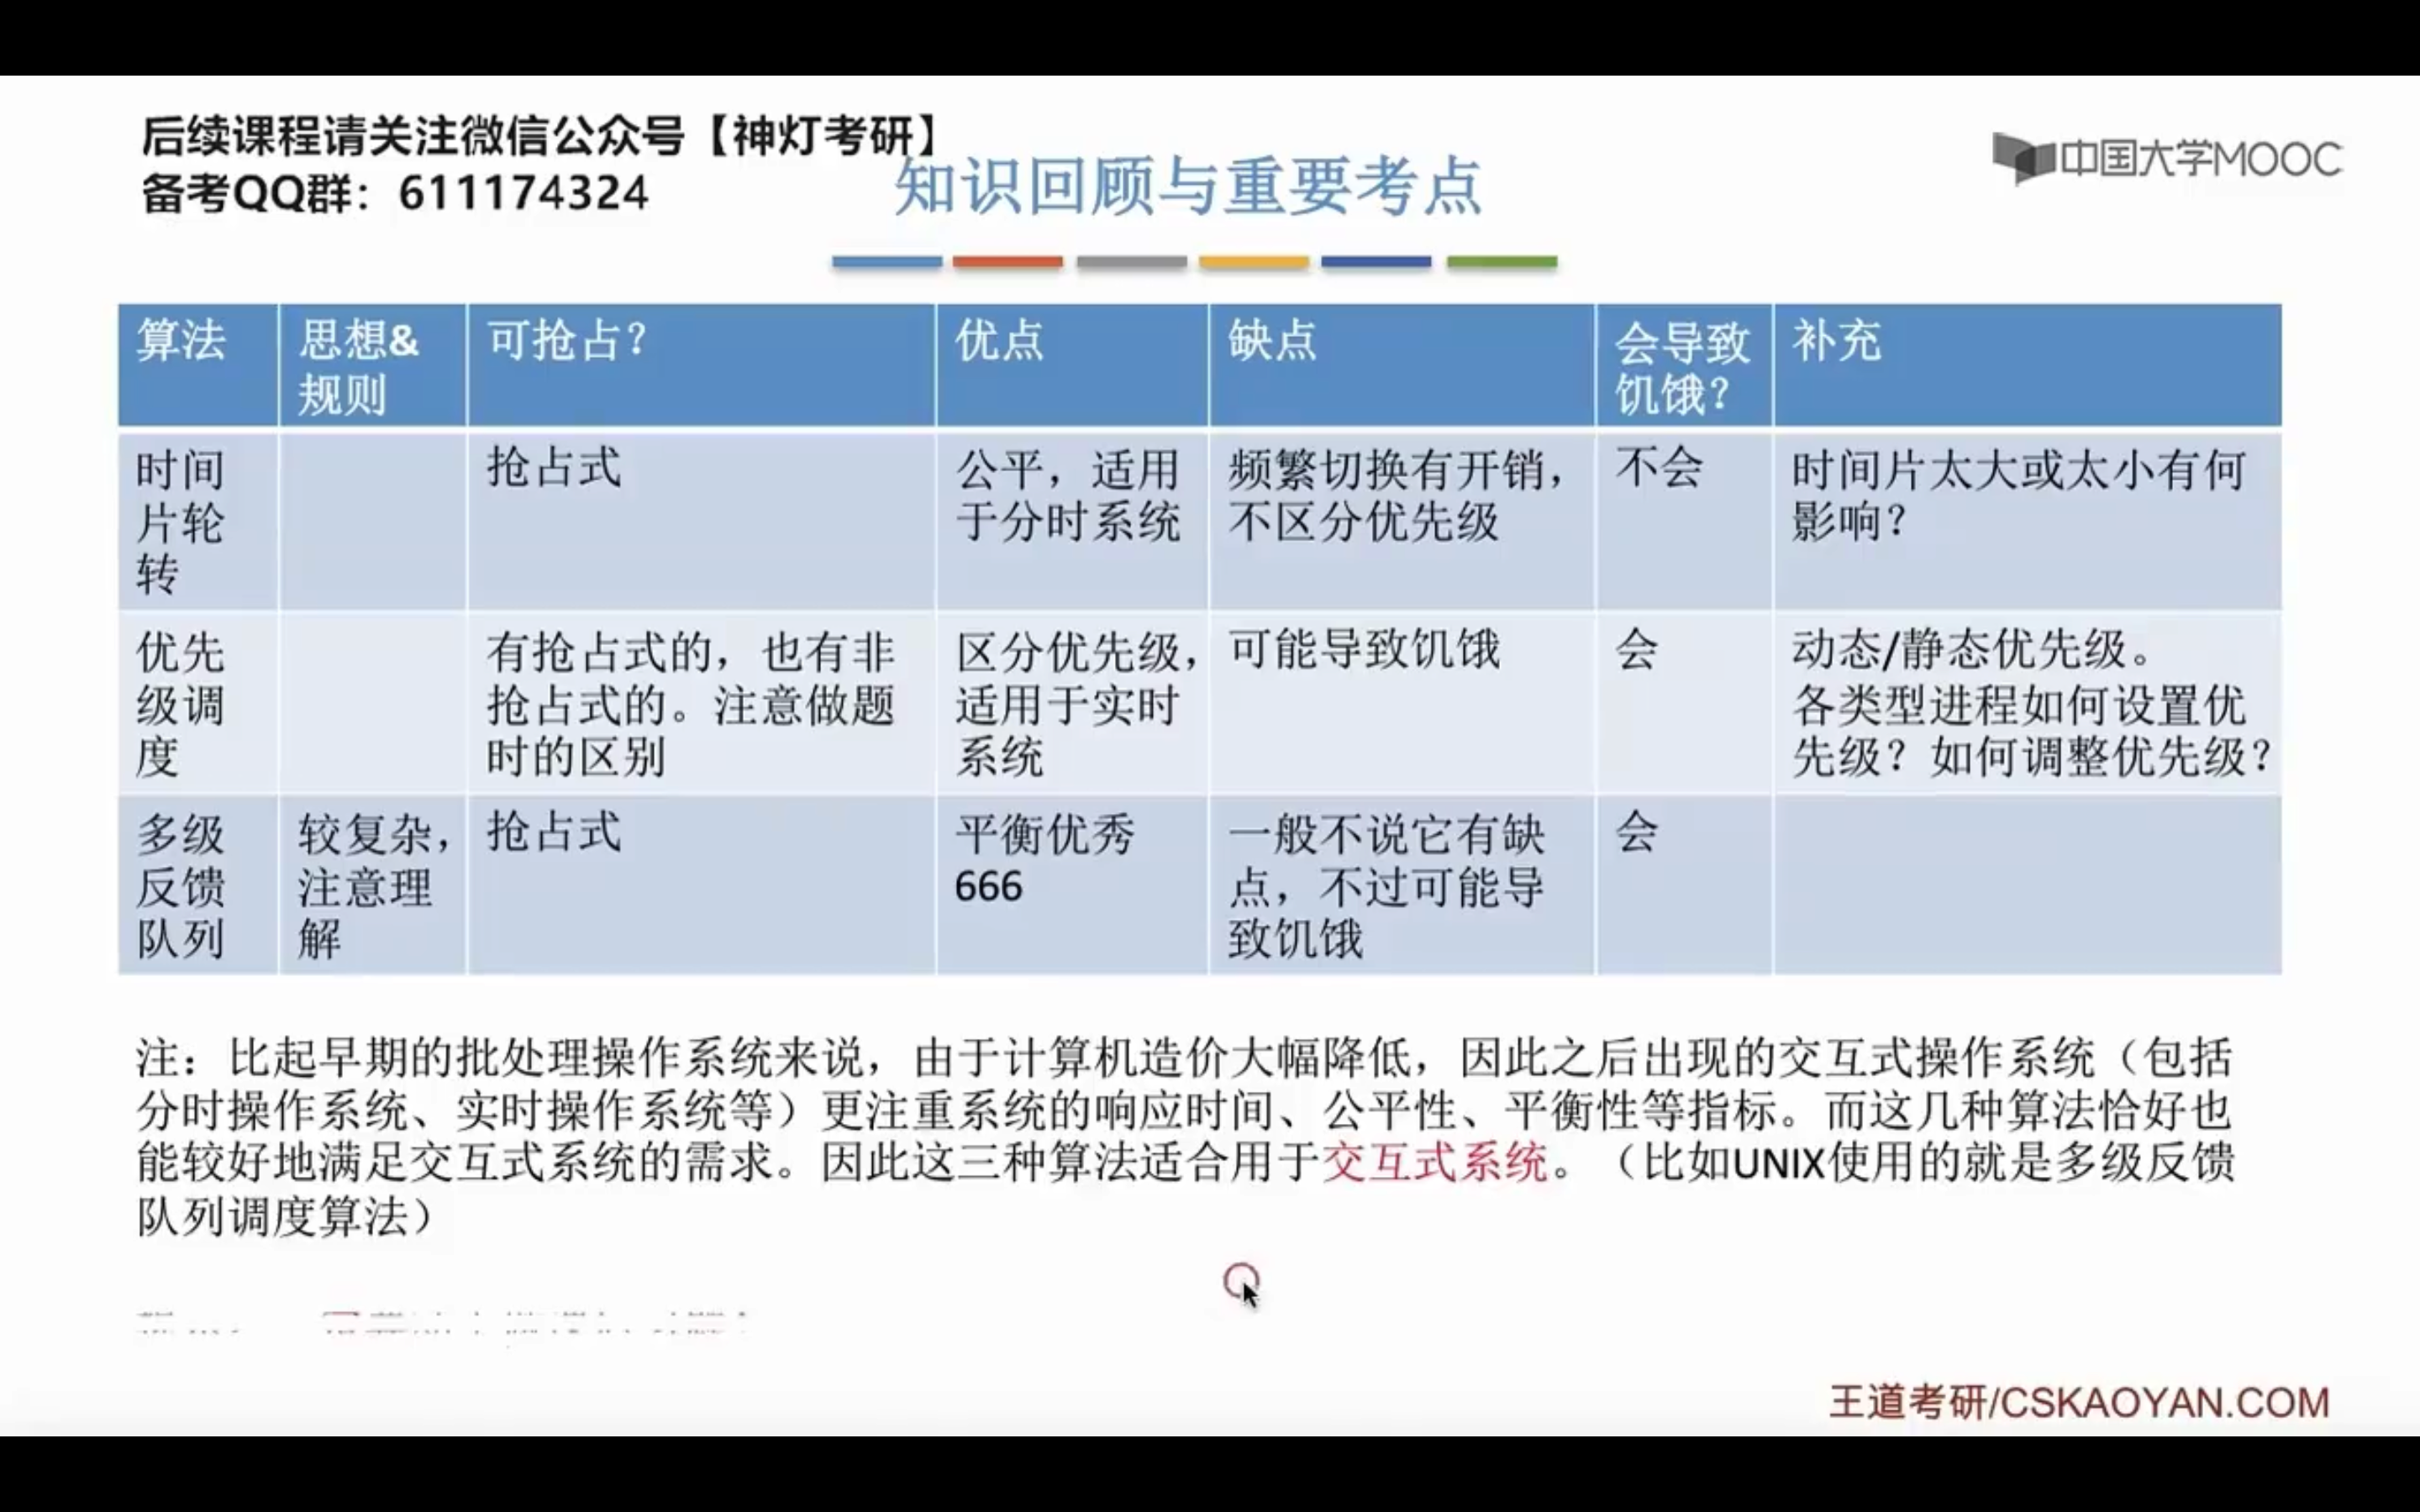 后续课程请关注微信公众号【神灯考研】
备考QQ群：611174324
知识回顾与重要考点
中国大学MOOC
算法
思想&
规则
可抢占？
优点
缺点
会导致
饥饿？
补充
时间
片轮
转
抢占式
公平，适用
于分时系统
频繁切换有开销，
不区分优先级
不会
时间片太大或太小有何
影响？
优先
级调
度
有抢占式的，也有非
抢占式的。注意做题
时的区别
区分优先级，
适用于实时
系统
可能导致饥饿
会
动态/静态优先级。
各类型进程如何设置优
先级？如何调整优先级？
多级
反馈
队列
较复杂，
注意理
解
抢占式
平衡优秀
666
一般不说它有缺
点，不过可能导
致饥饿
会
注：比起早期的批处理操作系统来说，由于计算机造价大幅降低，因此之后出现的交互式操作系统（包括
分时操作系统、实时操作系统等）更注重系统的响应时间、公平性、平衡性等指标。而这几种算法恰好也
能较好地满足交互式系统的需求。因此这三种算法适合用于交互式系统。（比如UNIX使用的就是多级反馈
队列调度算法）
王道考研/CSKAOYAN.COM